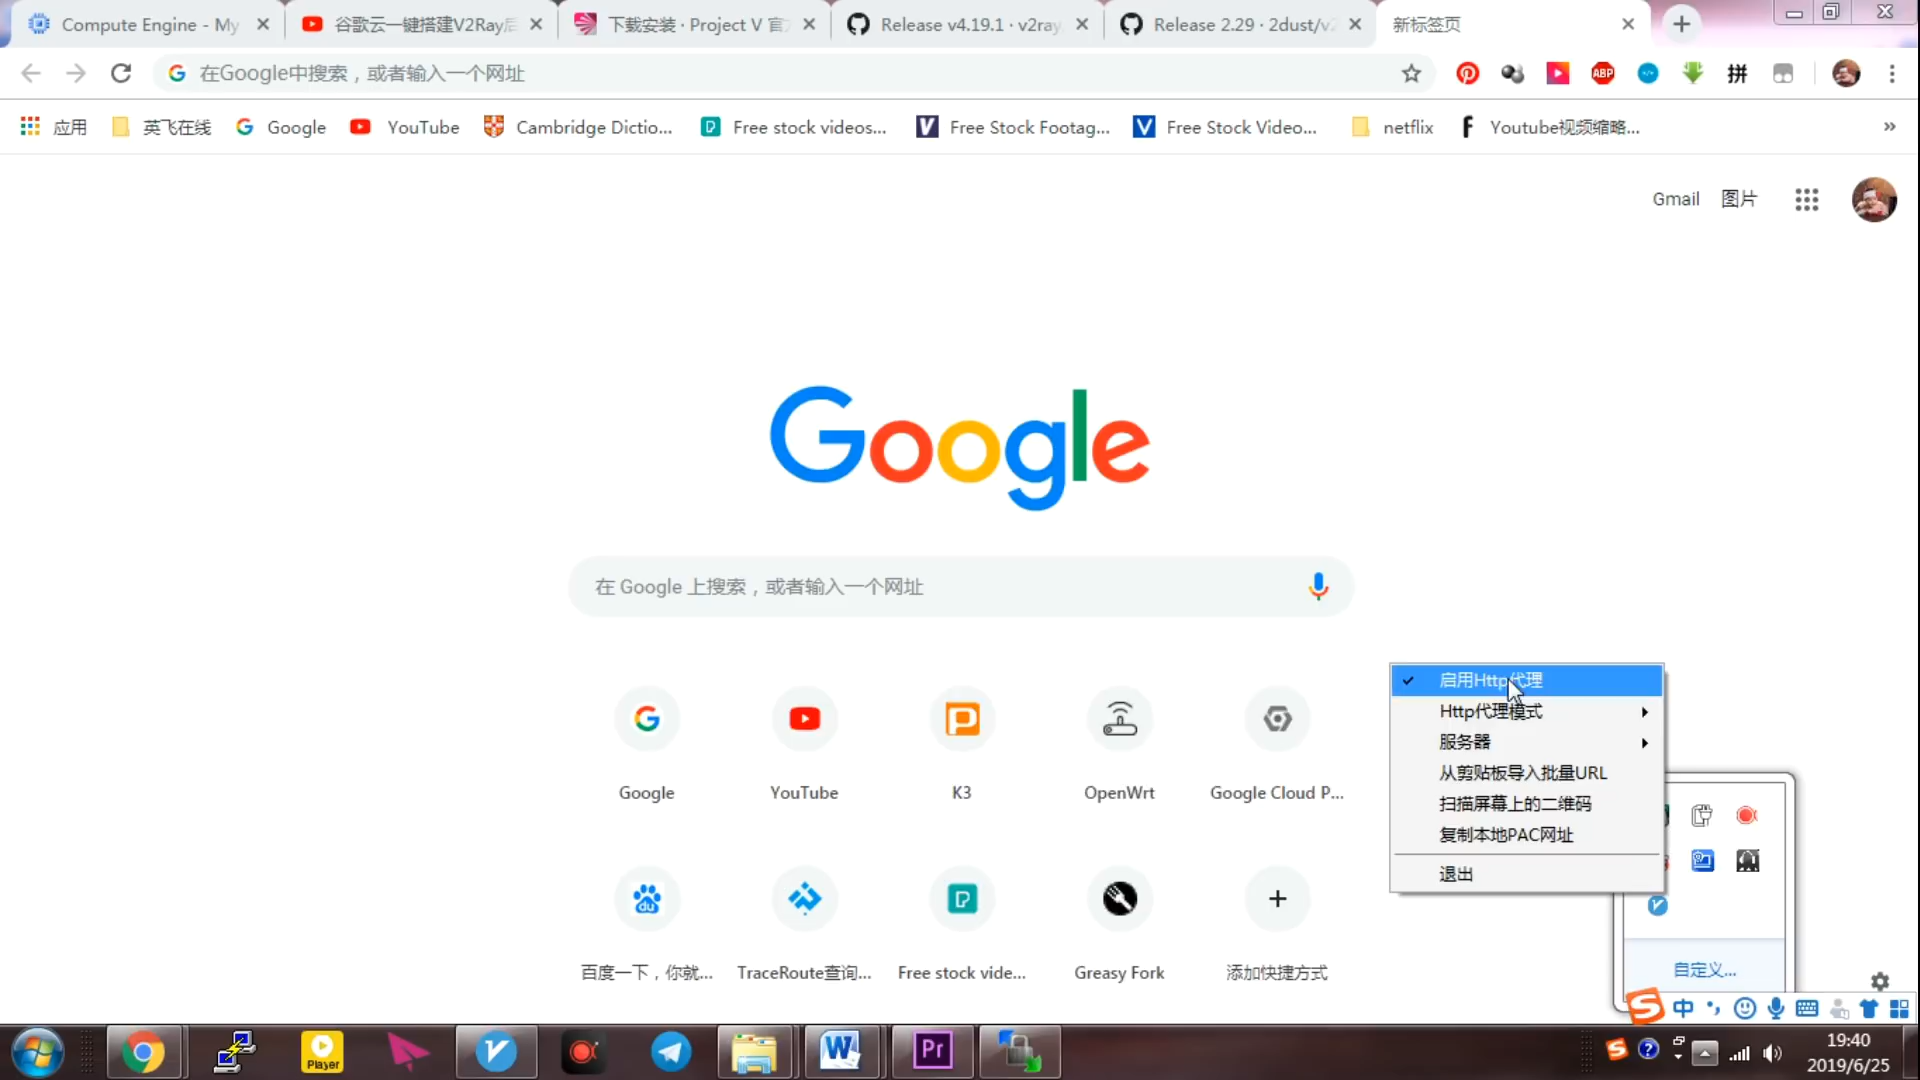 Compute Engine - My
谷歌云一键搭建V2Ray后
下载安装 · Project V 官方
Release v4.19.1 · v2ray
Release 2.29 · 2dust/v2
新标签页
在Google中搜索，或者输入一个网址
ABP
拼
应用
英飞在线
Google
YouTube
Cambridge Dictio...
Free stock videos...
Free Stock Footag...
Free Stock Video...
netflix
Youtube视频缩略...
»
Gmail
图片
Google
在 Google 上搜索，或者输入一个网址
Google
YouTube
K3
OpenWrt
Google Cloud P...
百度一下，你就...
TraceRoute查询...
Free stock vide...
Greasy Fork
添加快捷方式
启用Http代理
Http代理模式
服务器
从剪贴板导入批量URL
扫描屏幕上的二维码
复制本地PAC网址
退出
自定义...
中
Player
W
Pr
19:40
2019/6/25